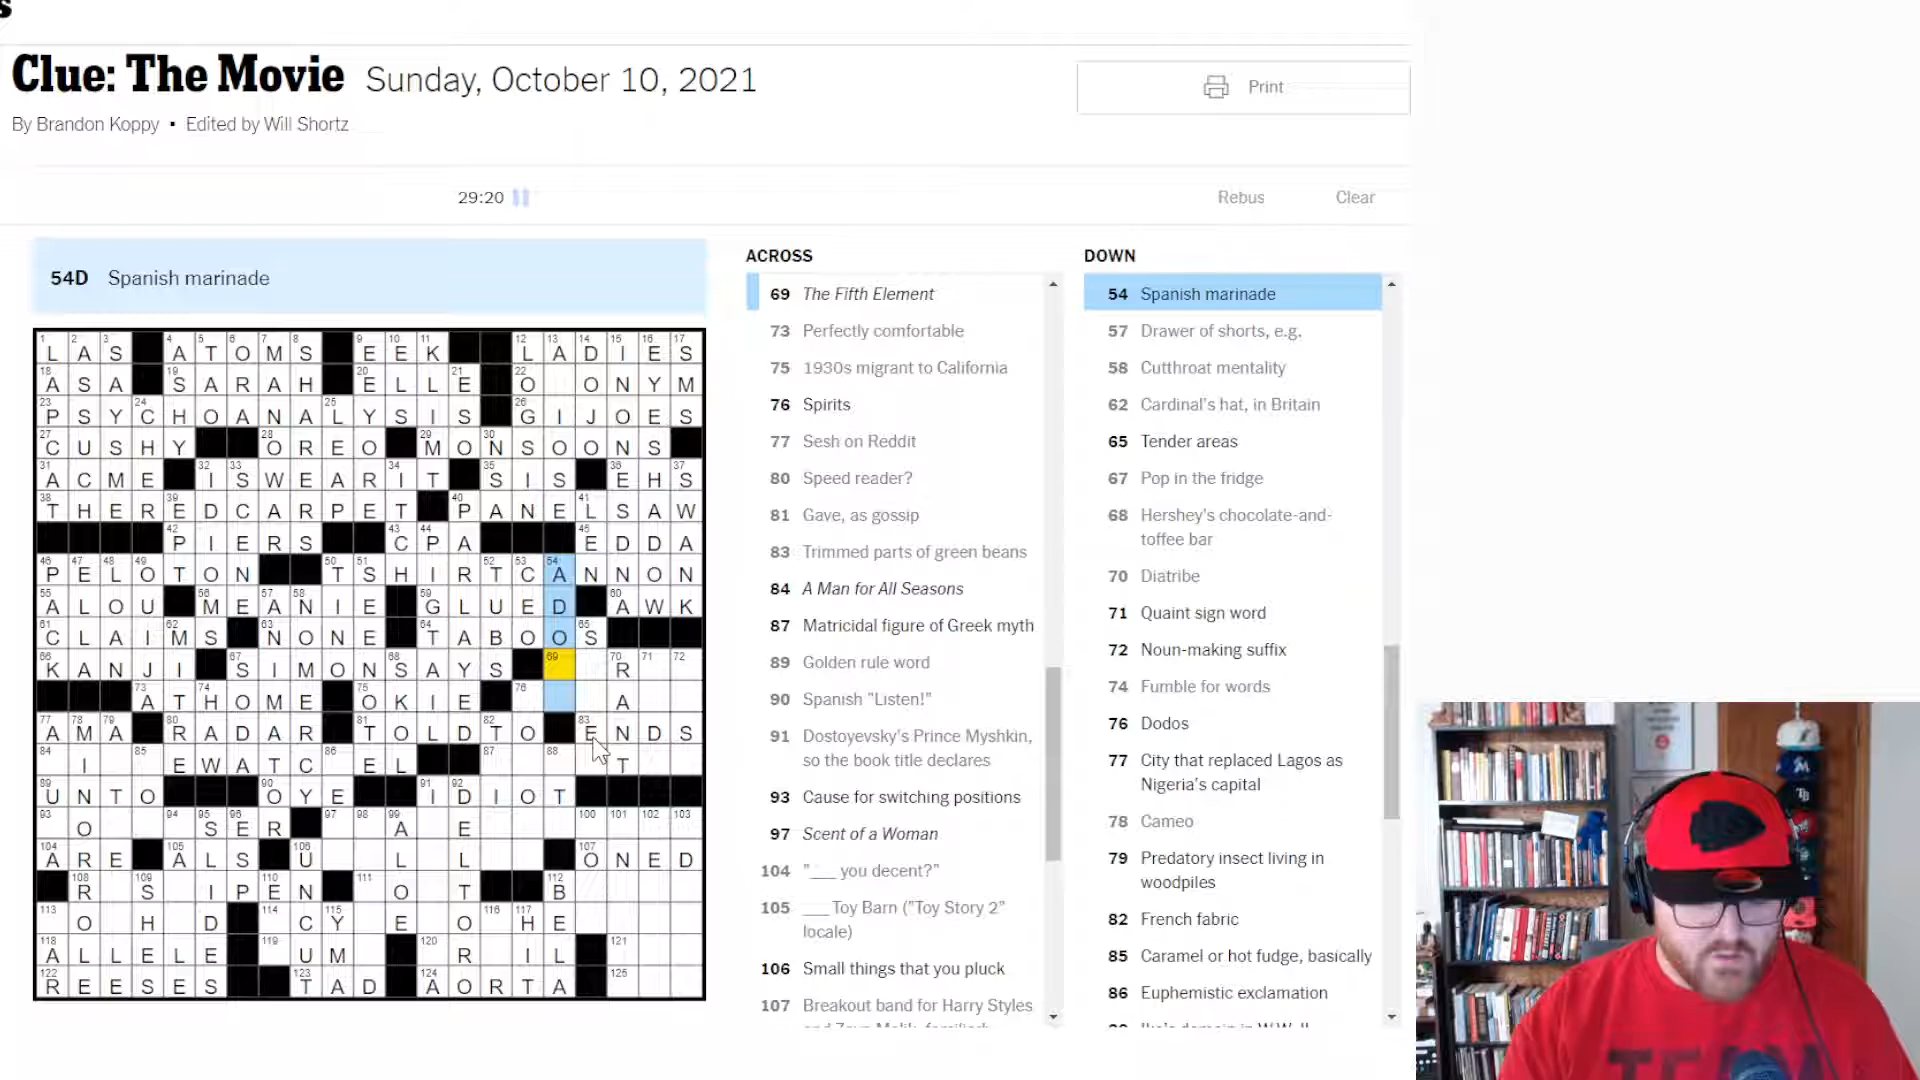 s
Clue: The Movie Sunday, October 10, 2021
Print
By Brandon Koppy • Edited by Will Shortz
29:20
Rebus
Clear
54D Spanish marinade
ACROSS
69 The Fifth Element
73 Perfectly comfortable
75 1930s migrant to California
76 Spirits
77 Sesh on Reddit
80 Speed reader?
81 Gave, as gossip
83 Trimmed parts of green beans
84 A Man for All Seasons
87 Matricidal figure of Greek myth
89 Golden rule word
90 Spanish "Listen!"
91 Dostoyevsky's Prince Myshkin,
so the book title declares
93 Cause for switching positions
97 Scent of a Woman
104 "___ you decent?"
105 ___ Toy Barn ("Toy Story 2"
locale)
106 Small things that you pluck
107 Breakout band for Harry Styles
DOWN
54 Spanish marinade
57 Drawer of shorts, e.g.
58 Cutthroat mentality
62 Cardinal's hat, in Britain
65 Tender areas
67 Pop in the fridge
68 Hershey's chocolate-and-
toffee bar
70 Diatribe
71 Quaint sign word
72 Noun-making suffix
74 Fumble for words
76 Dodos
77 City that replaced Lagos as
Nigeria's capital
78 Cameo
79 Predatory insect living in
woodpiles
82 French fabric
85 Caramel or hot fudge, basically
86 Euphemistic exclamation
L A S A T O M S E E K L A D I E S
A S A S A R A H E L L E O O N Y M
P S Y C H O A N A L Y S I S G I J O E S
C U S H Y O R E O M O N S O O N S
A C M E I S W E A R I T S I S E H S
T H E R E D C A R P E T P A N E L S A W
P I E R S C P A E D D A
P E L O T O N T S H I R T C A N N O N
A L O U M E A N I E G L U E D A W K
C L A I M S N O N E T A B O O S
K A N J I S I M O N S A Y S R
A T H O M E O K I E A
A M A R A D A R T O L D T O E N D S
I E W A T C E L T
U N T O O Y E I D I O T
O S E R A E
A R E A L S U L L O N E D
R S I P E N O T B
O H D C Y E O H E
A L L E L E U M R I L
R E E S E S T A D A O R T A